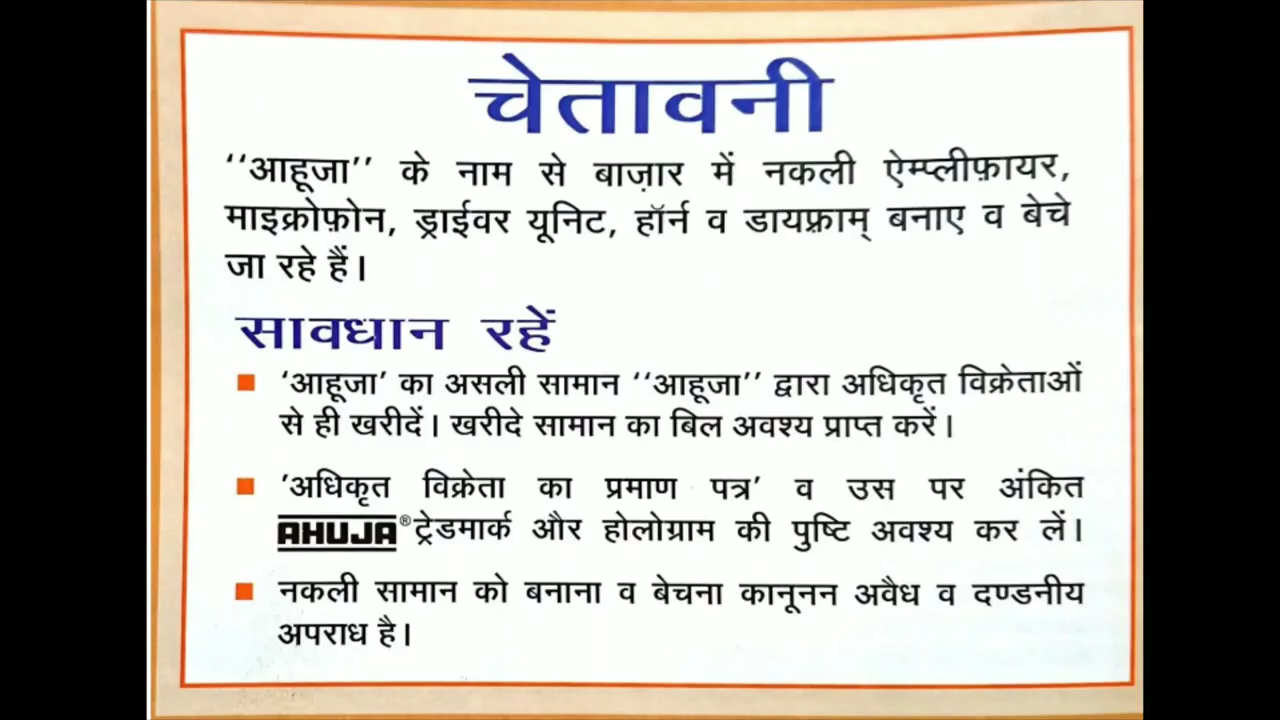 चेतावनी
‘‘आहूजा’’ के नाम से बाज़ार में नकली ऐम्प्लीफ़ायर,
माइक्रोफ़ोन, ड्राईवर यूनिट, हॉर्न व डायफ़्राम् बनाए व बेचे
जा रहे हैं।
सावधान रहें
■ ‘आहूजा’ का असली सामान ‘‘आहूजा’’ द्वारा अधिकृत विक्रेताओं
से ही खरीदें। खरीदे सामान का बिल अवश्य प्राप्त करें।
■ ’अधिकृत विक्रेता का प्रमाण पत्र’ व उस पर अंकित
AHUJA® ट्रेडमार्क और होलोग्राम की पुष्टि अवश्य कर लें।
■ नकली सामान को बनाना व बेचना कानूनन अवैध व दण्डनीय
अपराध है।